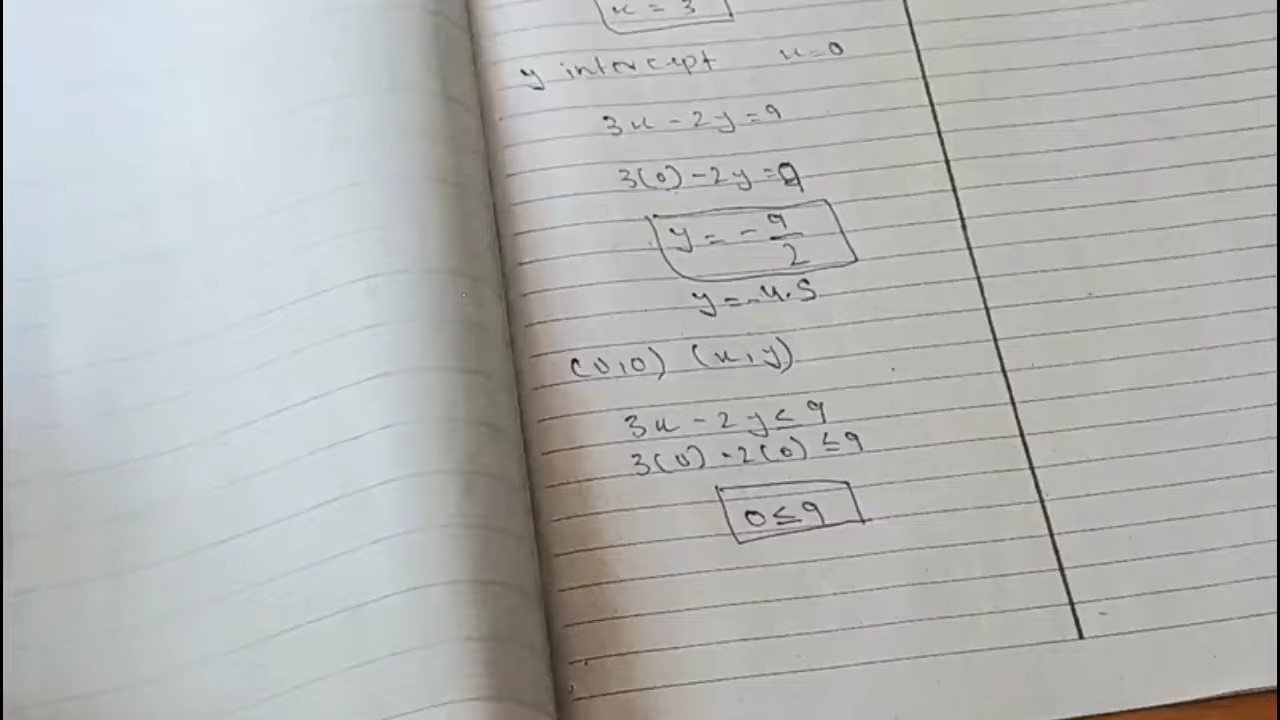 x = 3
y intercept x=0
3x - 2y = 9
3(0) - 2y = 9
y = - 9/2
y = -4.5
(0,0) (x,y)
3x - 2y ≤ 9
3(0) - 2(0) ≤ 9
0 ≤ 9